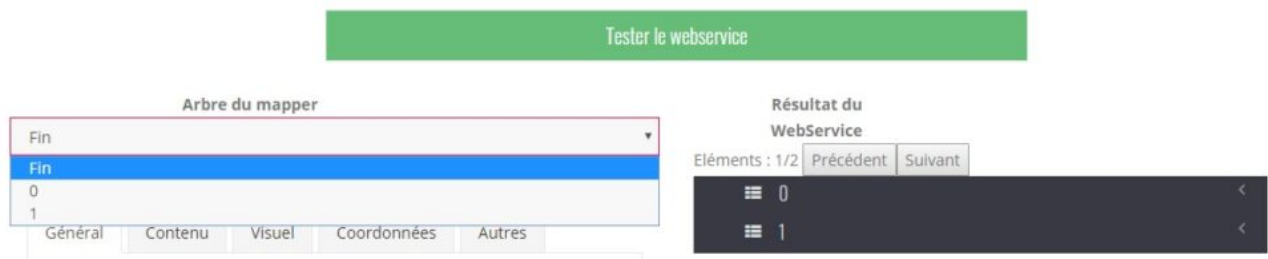 Tester le webservice
Arbre du mapper
Fin
Fin
0
1
Général Contenu Visuel Coordonnées Autres
Résultat du
WebService
Eléments : 1/2 Précédent Suivant
0
1